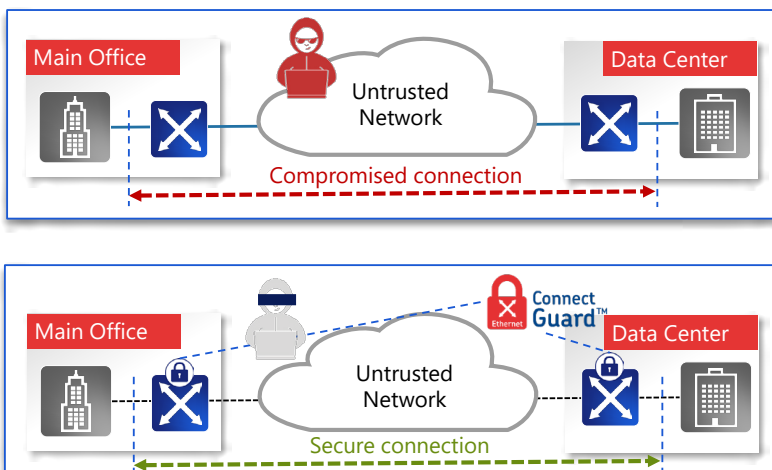 Main Office
Data Center
Untrusted
Network
Compromised connection
Connect
Guard™
Ethernet
Main Office
Data Center
Untrusted
Network
Secure connection